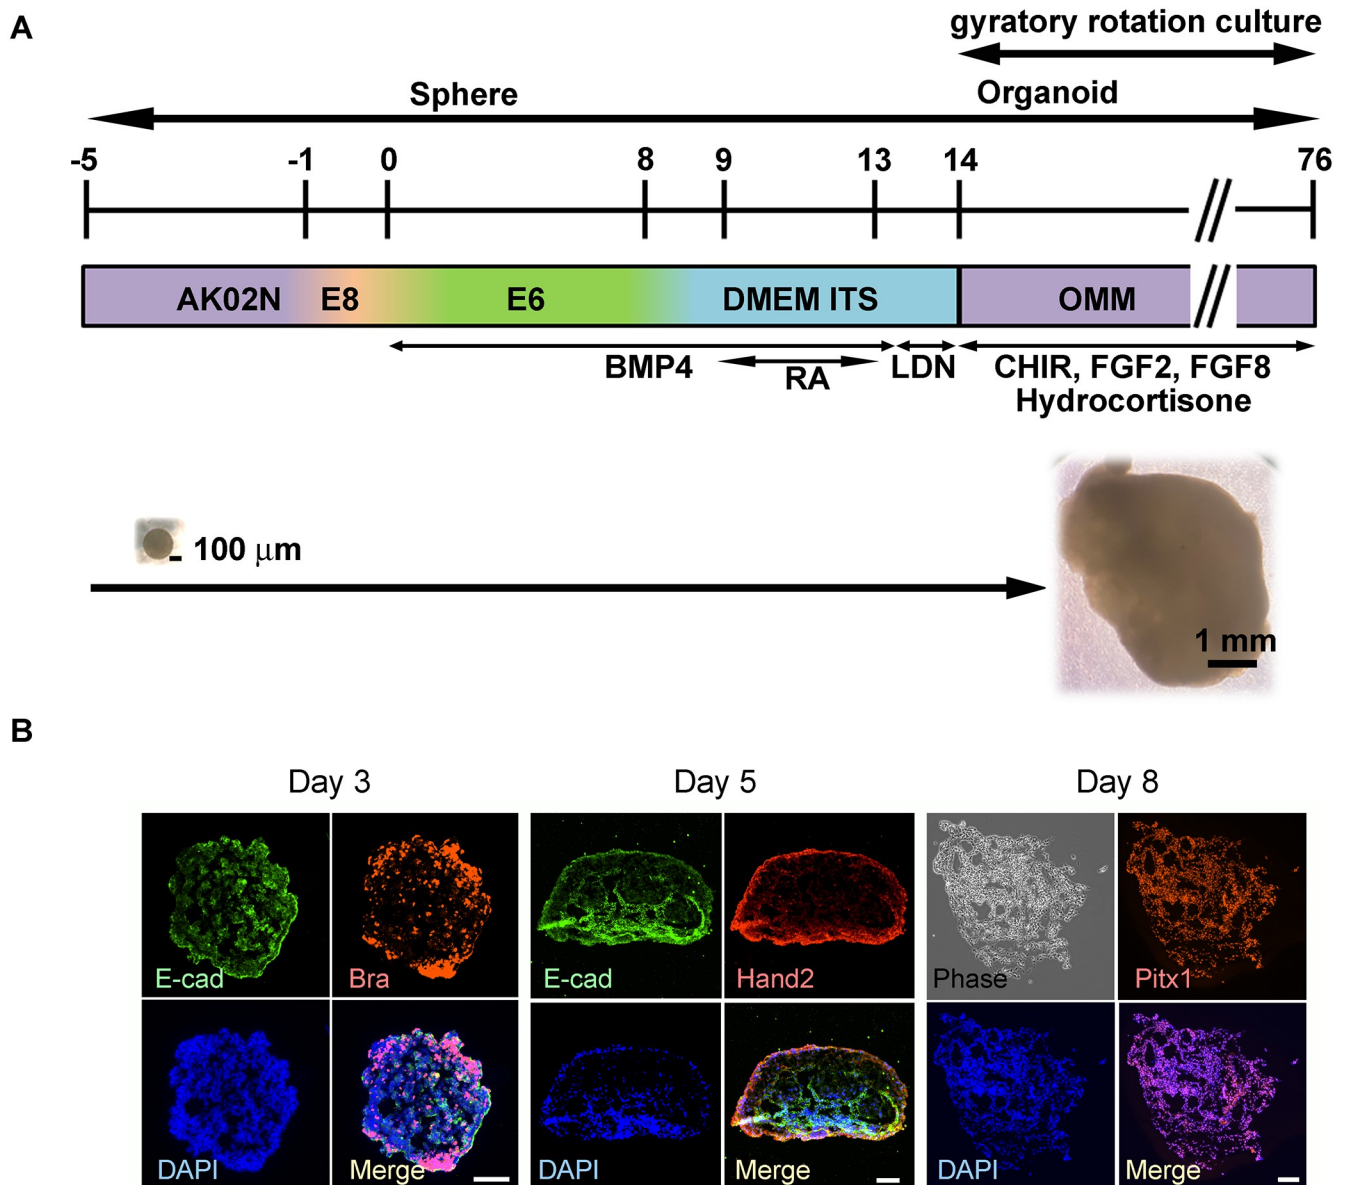 A
gyratory rotation culture
Sphere
Organoid
-5 -1 0 8 9 13 14 76
AK02N E8 E6 DMEM ITS OMM
BMP4 RA LDN CHIR, FGF2, FGF8
Hydrocortisone
100 μm
1 mm
B
Day 3 Day 5 Day 8
E-cad Bra E-cad Hand2 Phase Pitx1
DAPI Merge DAPI Merge DAPI Merge